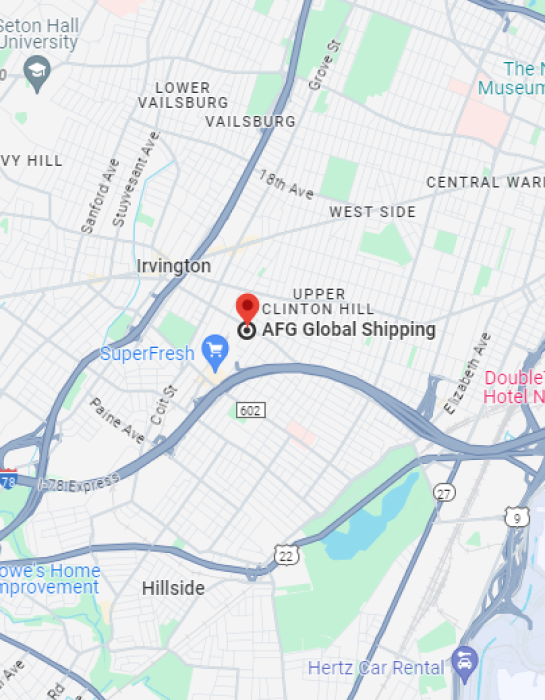 Seton Hall
University
Grove St
The N
Museum
LOWER
VAILSBURG
VAILSBURG
VY HILL
Sanford Ave
Stuyvesant Ave
18th Ave
CENTRAL WAR
WEST SIDE
Irvington
UPPER
CLINTON HILL
AFG Global Shipping
SuperFresh
Elizabeth Ave
Double
Hotel N
Paine Ave
Coit St
602
78
I-78 Express
27
9
22
owe's Home
mprovement
Hillside
Hertz Car Rental
Ave
Rd